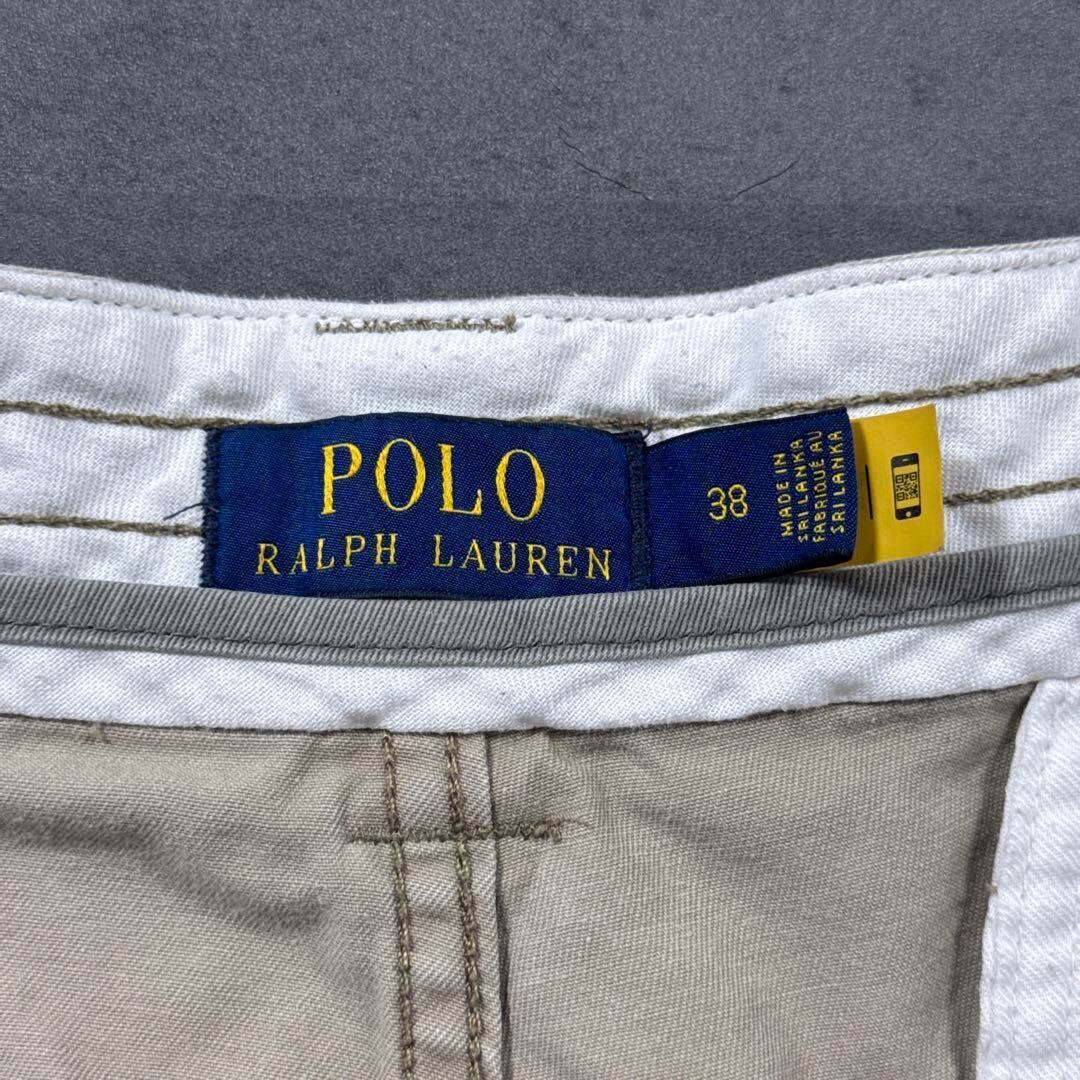 POLO
RALPH LAUREN
38
MADE IN
SRI LANKA
FABRIQUÉ AU
SRI LANKA